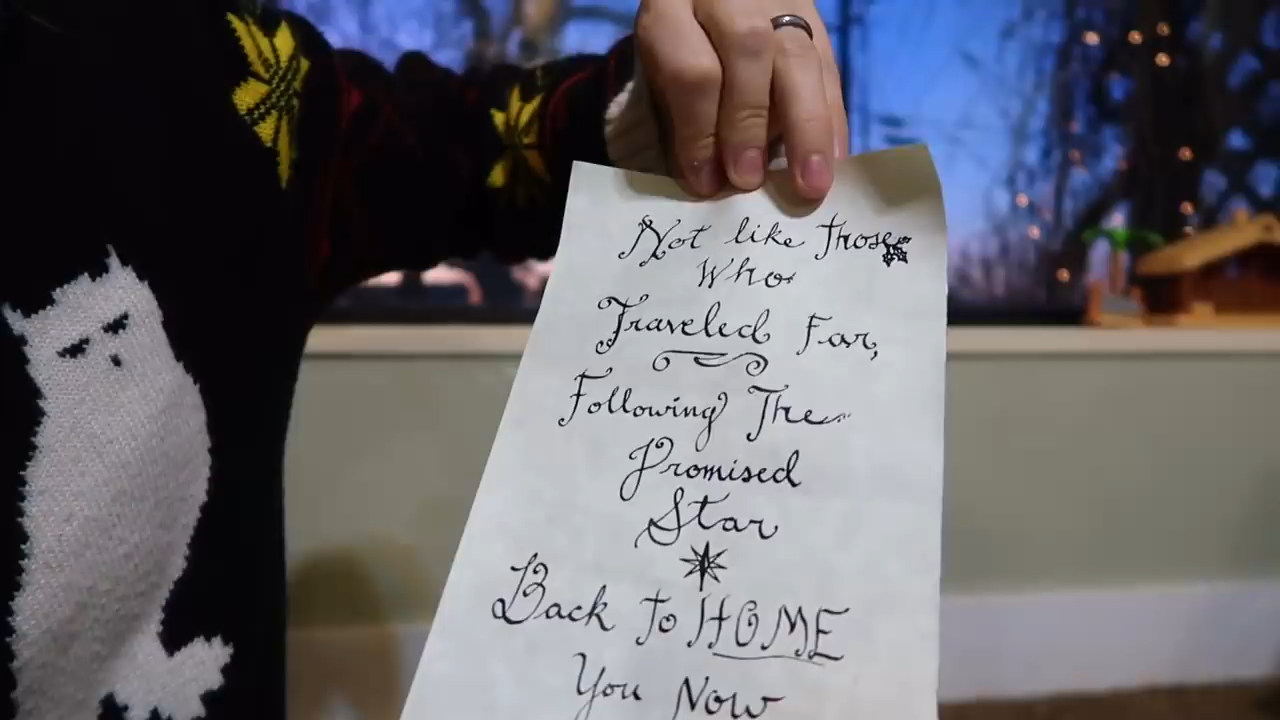 Not like those
Who
Traveled Far,
Following The
Promised
Star
Back to HOME
You Now